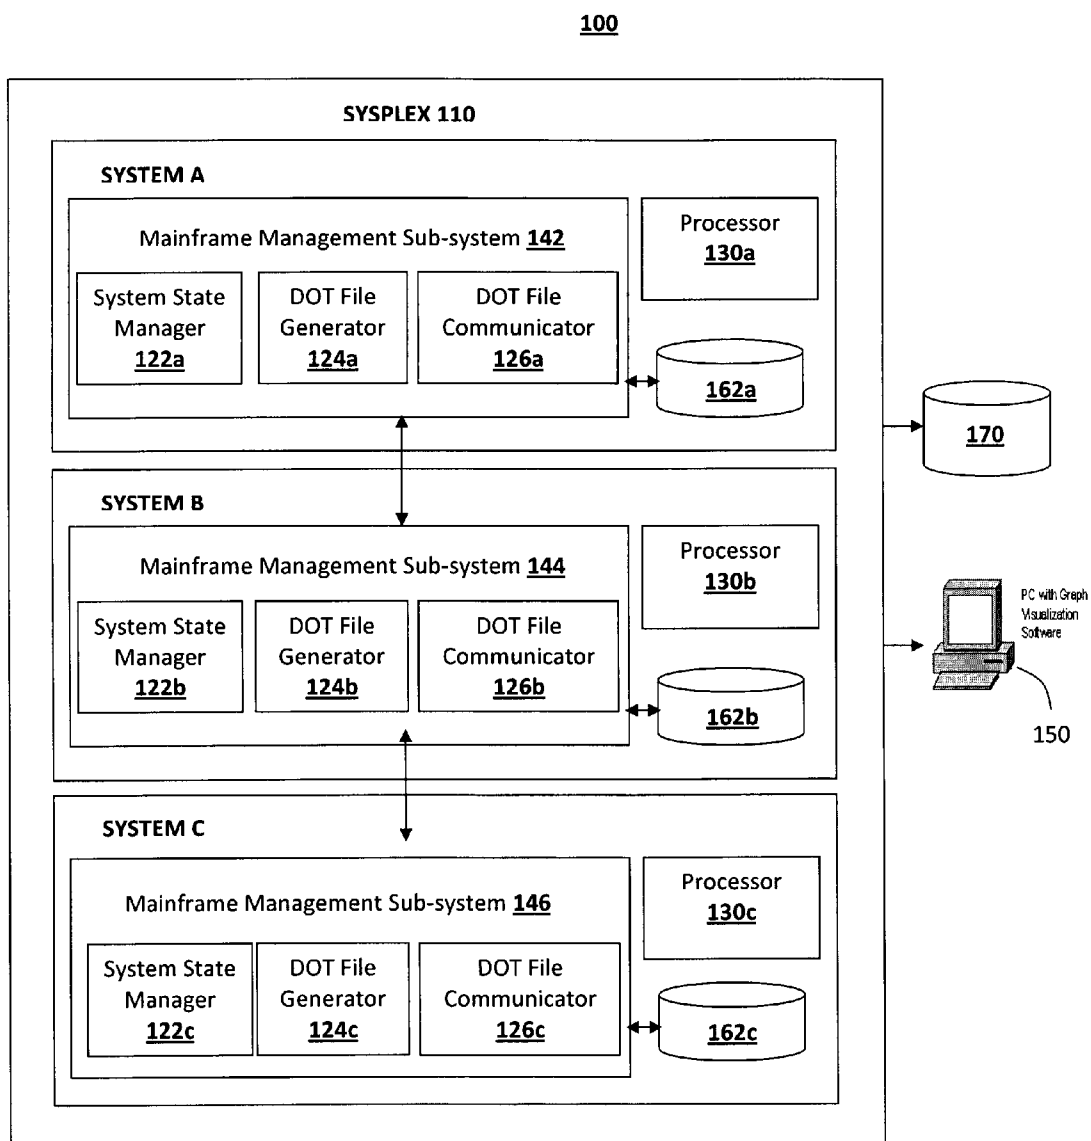 100
SYSPLEX 110
SYSTEM A
Mainframe Management Sub-system 142
System State
Manager
122a
DOT File
Generator
124a
DOT File
Communicator
126a
Processor
130a
162a
170
SYSTEM B
Mainframe Management Sub-system 144
System State
Manager
122b
DOT File
Generator
124b
DOT File
Communicator
126b
Processor
130b
162b
PC with Graph
Visualization
Software
150
SYSTEM C
Mainframe Management Sub-system 146
System State
Manager
122c
DOT File
Generator
124c
DOT File
Communicator
126c
Processor
130c
162c